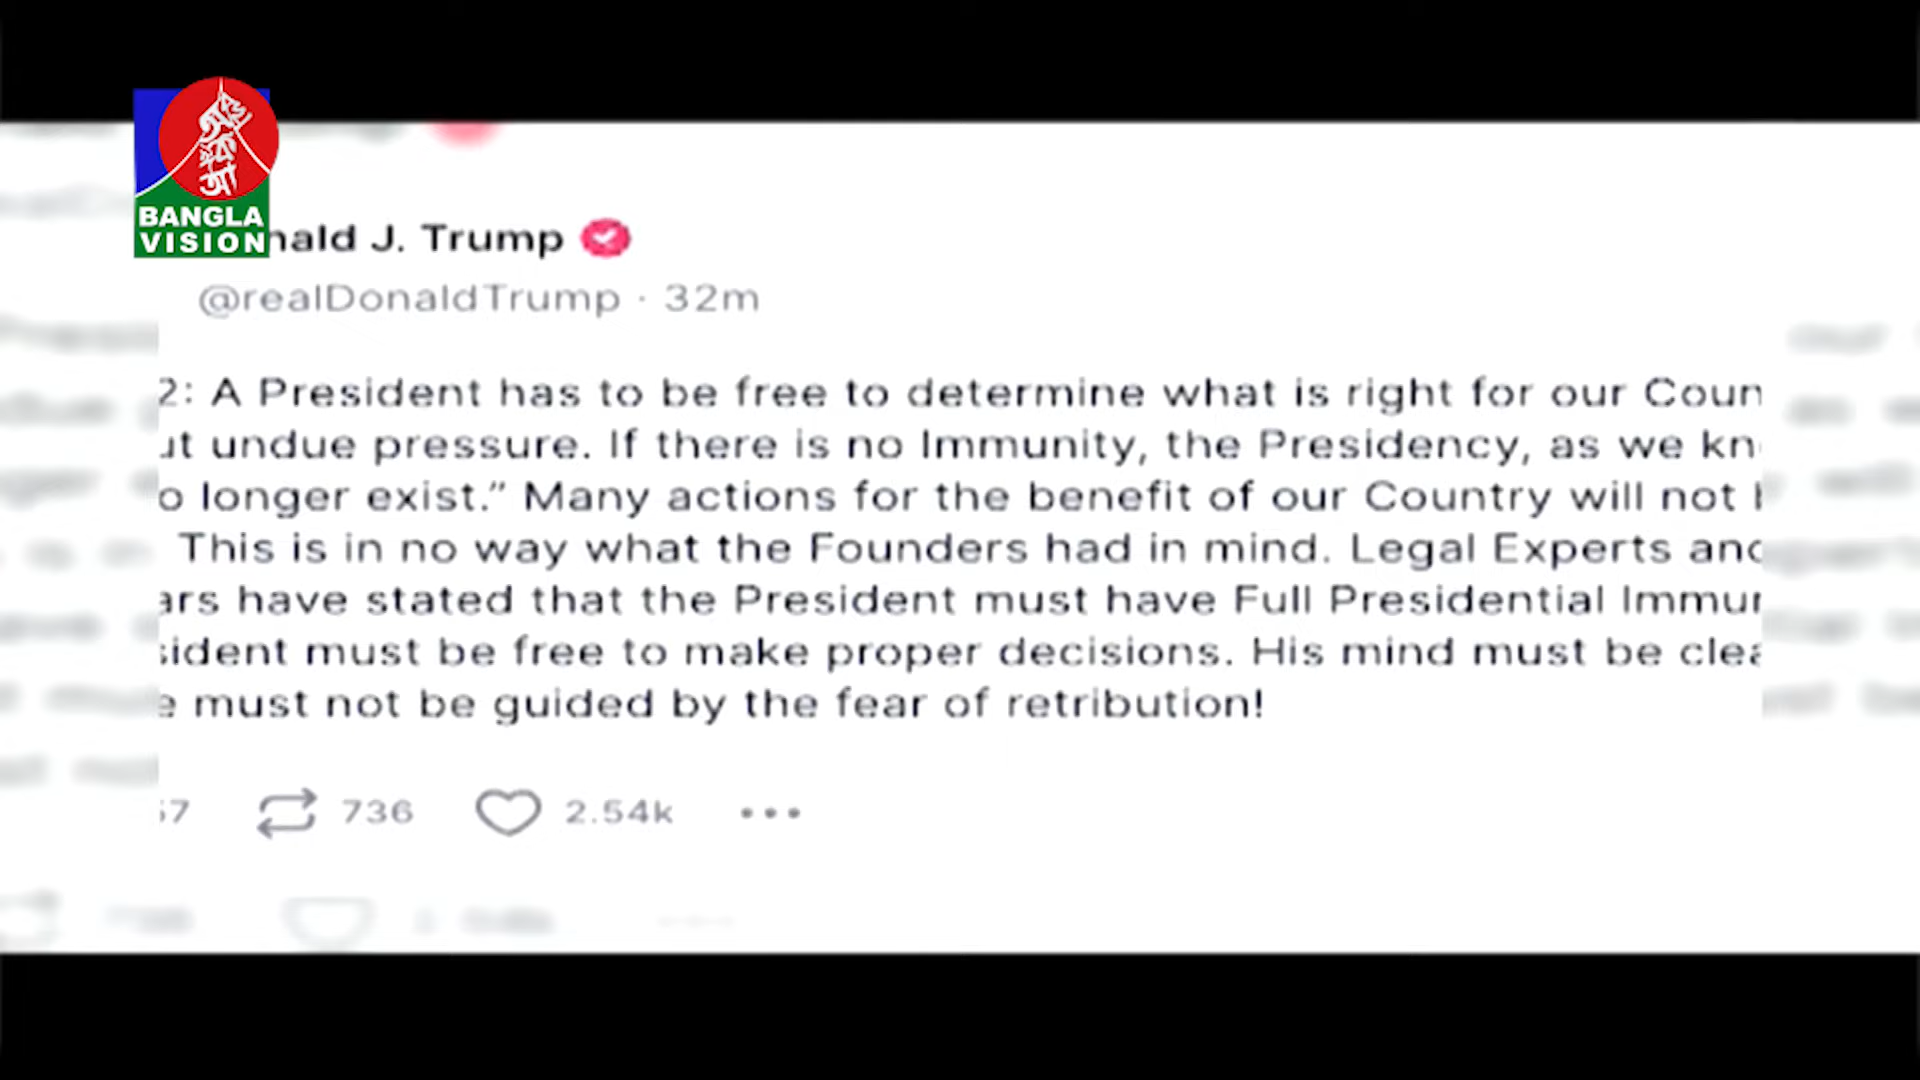 BANGLA
VISION
nald J. Trump
@realDonaldTrump · 32m
2: A President has to be free to determine what is right for our Coun
ut undue pressure. If there is no Immunity, the Presidency, as we kn
o longer exist.” Many actions for the benefit of our Country will not
This is in no way what the Founders had in mind. Legal Experts and
ars have stated that the President must have Full Presidential Immun
sident must be free to make proper decisions. His mind must be clea
e must not be guided by the fear of retribution!
57 736 2.54k